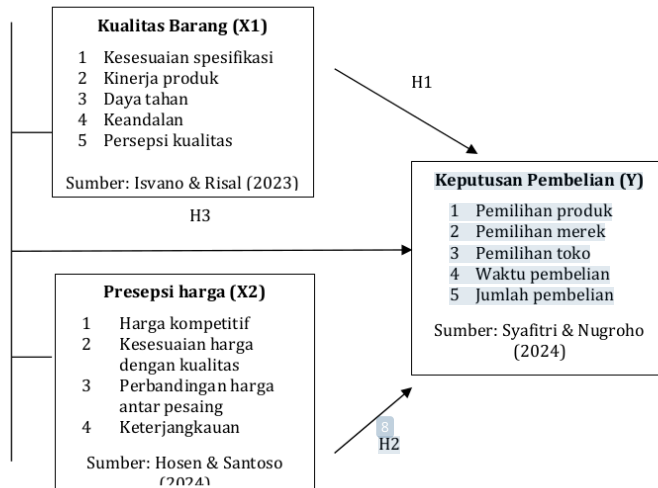 Kualitas Barang (X1)
1 Kesesuaian spesifikasi
2 Kinerja produk
3 Daya tahan
4 Keandalan
5 Persepsi kualitas
Sumber: Isvano & Risal (2023)
H1
H3
Keputusan Pembelian (Y)
1 Pemilihan produk
2 Pemilihan merek
3 Pemilihan toko
4 Waktu pembelian
5 Jumlah pembelian
Sumber: Syafitri & Nugroho
(2024)
Presepsi harga (X2)
1 Harga kompetitif
2 Kesesuaian harga
dengan kualitas
3 Perbandingan harga
antar pesaing
4 Keterjangkauan
Sumber: Hosen & Santoso
(2024)
8
H2